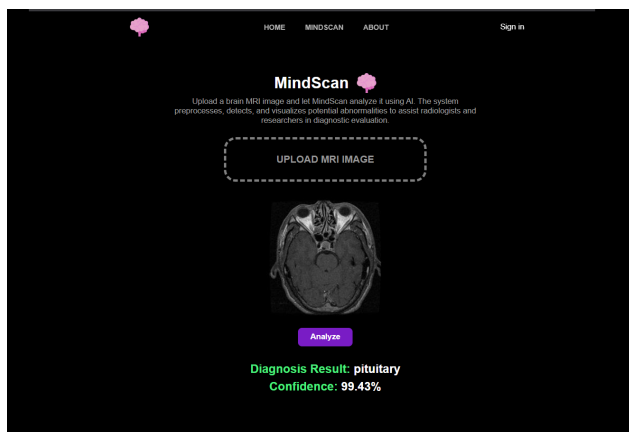 HOME MINDSCAN ABOUT Sign in
MindScan
Upload a brain MRI image and let MindScan analyze it using AI. The system
preprocesses, detects, and visualizes potential abnormalities to assist radiologists and
researchers in diagnostic evaluation.
UPLOAD MRI IMAGE
Analyze
Diagnosis Result: pituitary
Confidence: 99.43%